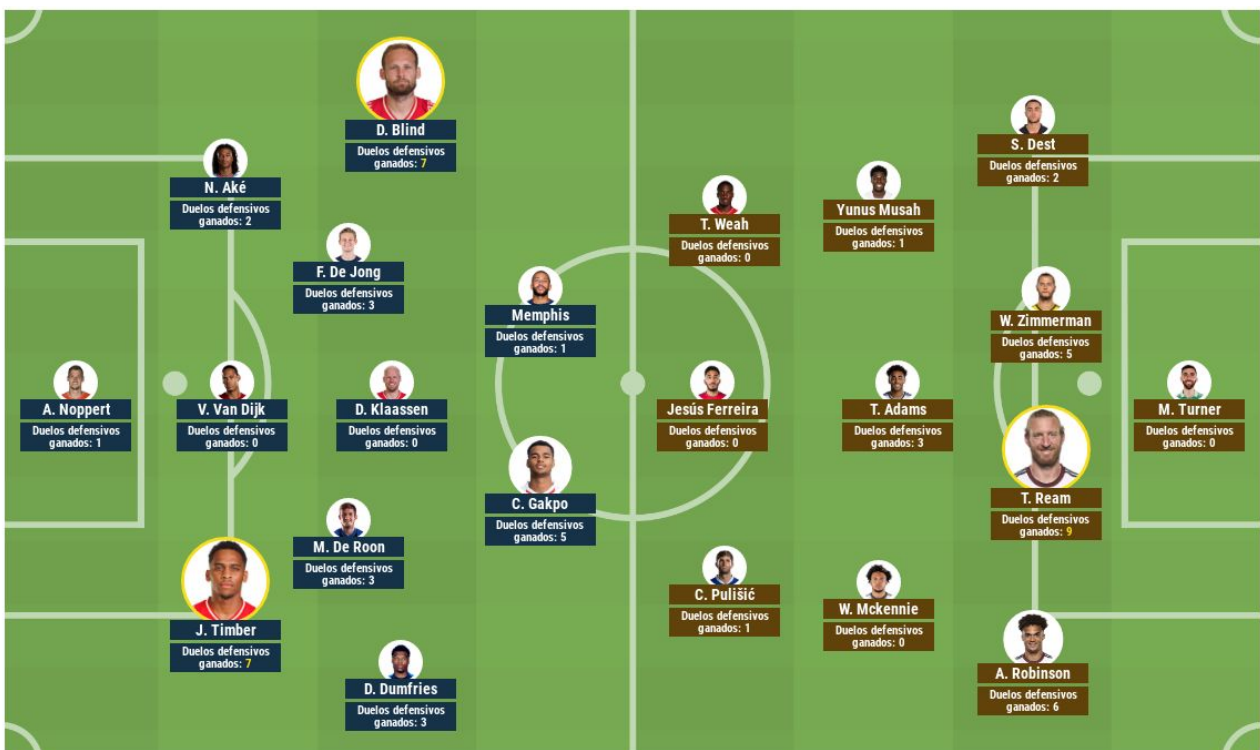 D. Blind
Duelos defensivos
ganados: 7
N. Aké
Duelos defensivos
ganados: 2
F. De Jong
Duelos defensivos
ganados: 3
Memphis
Duelos defensivos
ganados: 1
A. Noppert
Duelos defensivos
ganados: 1
V. Van Dijk
Duelos defensivos
ganados: 0
D. Klaassen
Duelos defensivos
ganados: 0
C. Gakpo
Duelos defensivos
ganados: 5
M. De Roon
Duelos defensivos
ganados: 3
J. Timber
Duelos defensivos
ganados: 7
D. Dumfries
Duelos defensivos
ganados: 3
S. Dest
Duelos defensivos
ganados: 2
T. Weah
Duelos defensivos
ganados: 0
Yunus Musah
Duelos defensivos
ganados: 1
W. Zimmerman
Duelos defensivos
ganados: 5
Jesús Ferreira
Duelos defensivos
ganados: 0
T. Adams
Duelos defensivos
ganados: 3
M. Turner
Duelos defensivos
ganados: 0
T. Ream
Duelos defensivos
ganados: 9
C. Pulišić
Duelos defensivos
ganados: 1
W. Mckennie
Duelos defensivos
ganados: 0
A. Robinson
Duelos defensivos
ganados: 6